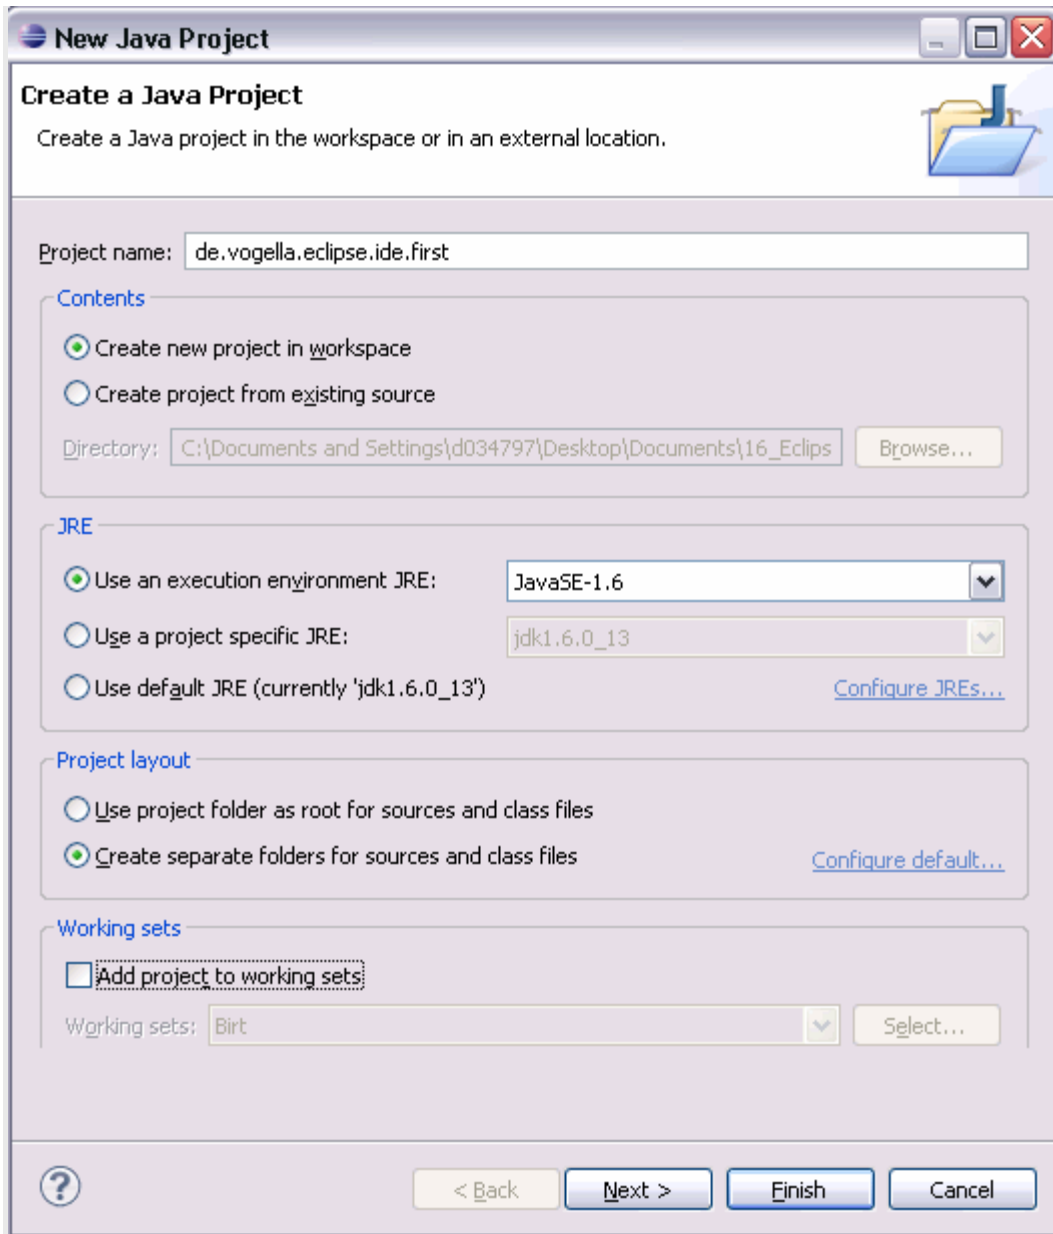 New Java Project
Create a Java Project
Create a Java project in the workspace or in an external location.
Project name: de.vogella.eclipse.ide.first
Contents
Create new project in workspace
Create project from existing source
Directory: C:\Documents and Settings\d034797\Desktop\Documents\16_Eclips Browse...
JRE
Use an execution environment JRE: JavaSE-1.6
Use a project specific JRE: jdk1.6.0_13
Use default JRE (currently 'jdk1.6.0_13') Configure JREs...
Project layout
Use project folder as root for sources and class files
Create separate folders for sources and class files Configure default...
Working sets
Add project to working sets
Working sets: Birt Select...
? < Back Next > Finish Cancel